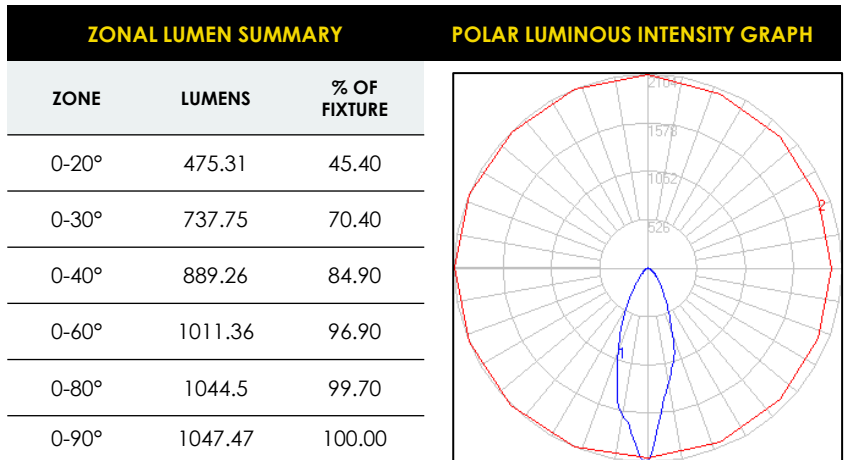 ZONAL LUMEN SUMMARY
POLAR LUMINOUS INTENSITY GRAPH
ZONE LUMENS % OF FIXTURE
0-20° 475.31 45.40
0-30° 737.75 70.40
0-40° 889.26 84.90
0-60° 1011.36 96.90
0-80° 1044.5 99.70
0-90° 1047.47 100.00
2104
1578
1052
526
2
1